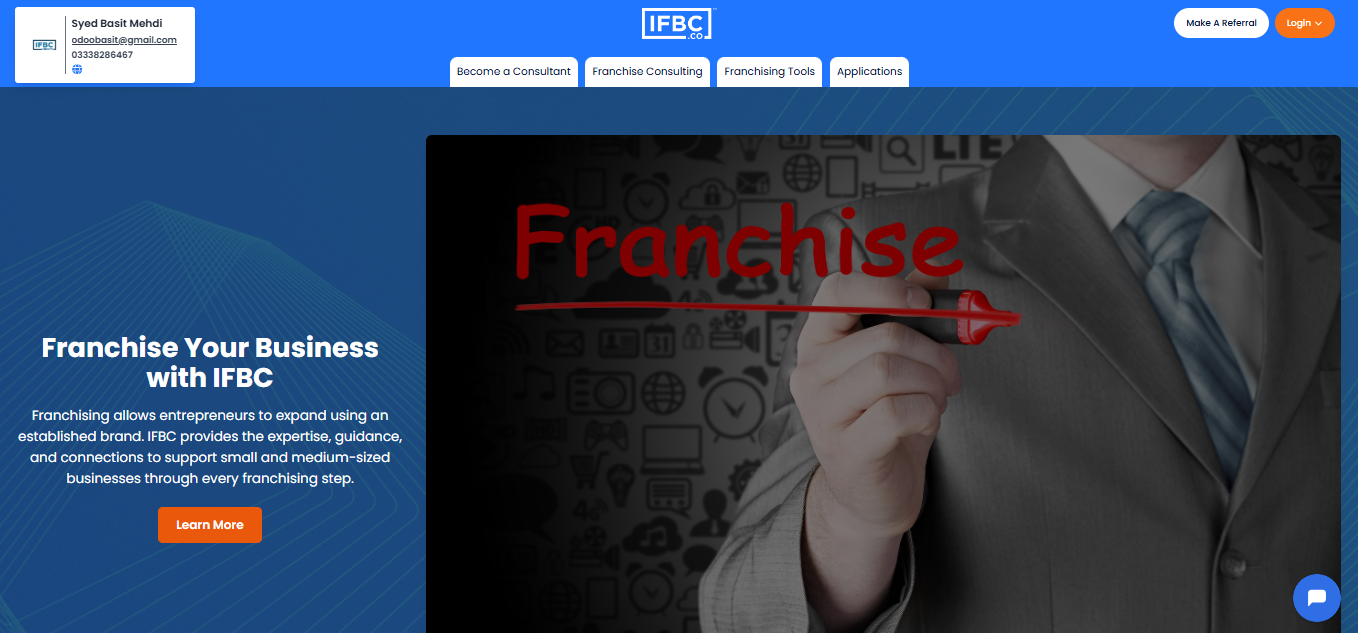 IFBC
Syed Basit Mehdi
odoobasit@gmail.com
03338286467
IFBC
.CO
Make A Referral
Login
Become a Consultant
Franchise Consulting
Franchising Tools
Applications
Franchise Your Business
with IFBC
Franchising allows entrepreneurs to expand using an
established brand. IFBC provides the expertise, guidance,
and connections to support small and medium-sized
businesses through every franchising step.
Learn More
Franchise
31